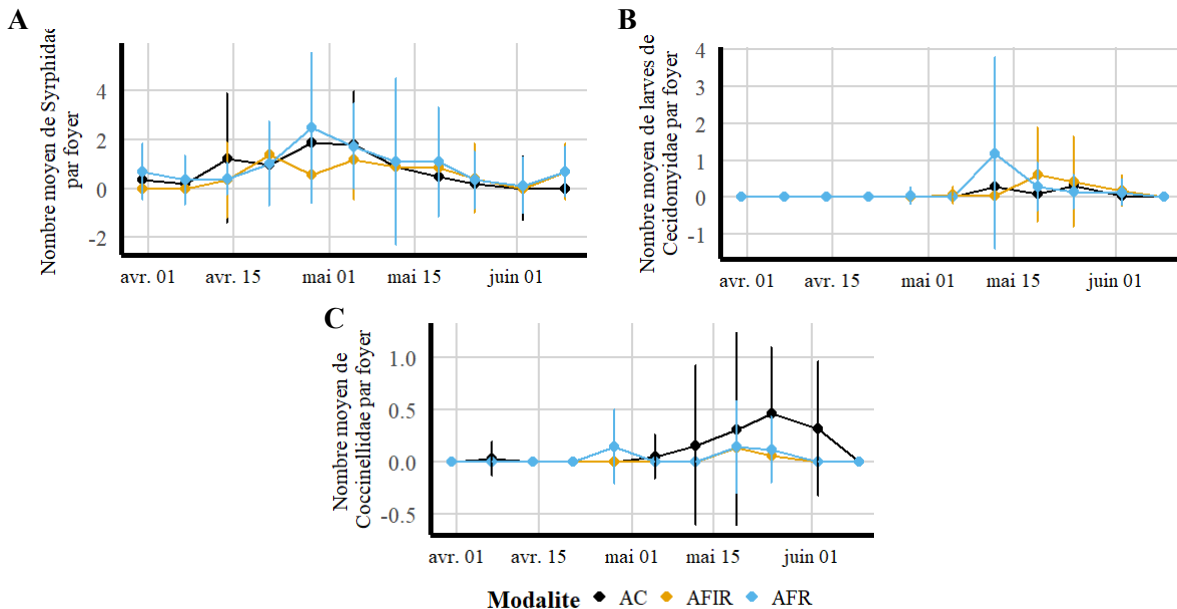 A
Nombre moyen de Syrphidae
par foyer
4
2
0
-2
avr. 01 avr. 15 mai 01 mai 15 juin 01
B
Nombre moyen de larves de
Cecidomyidae par foyer
4
3
2
1
0
-1
avr. 01 avr. 15 mai 01 mai 15 juin 01
C
Nombre moyen de
Coccinellidae par foyer
1.0
0.5
0.0
-0.5
avr. 01 avr. 15 mai 01 mai 15 juin 01
Modalite AC AFIR AFR